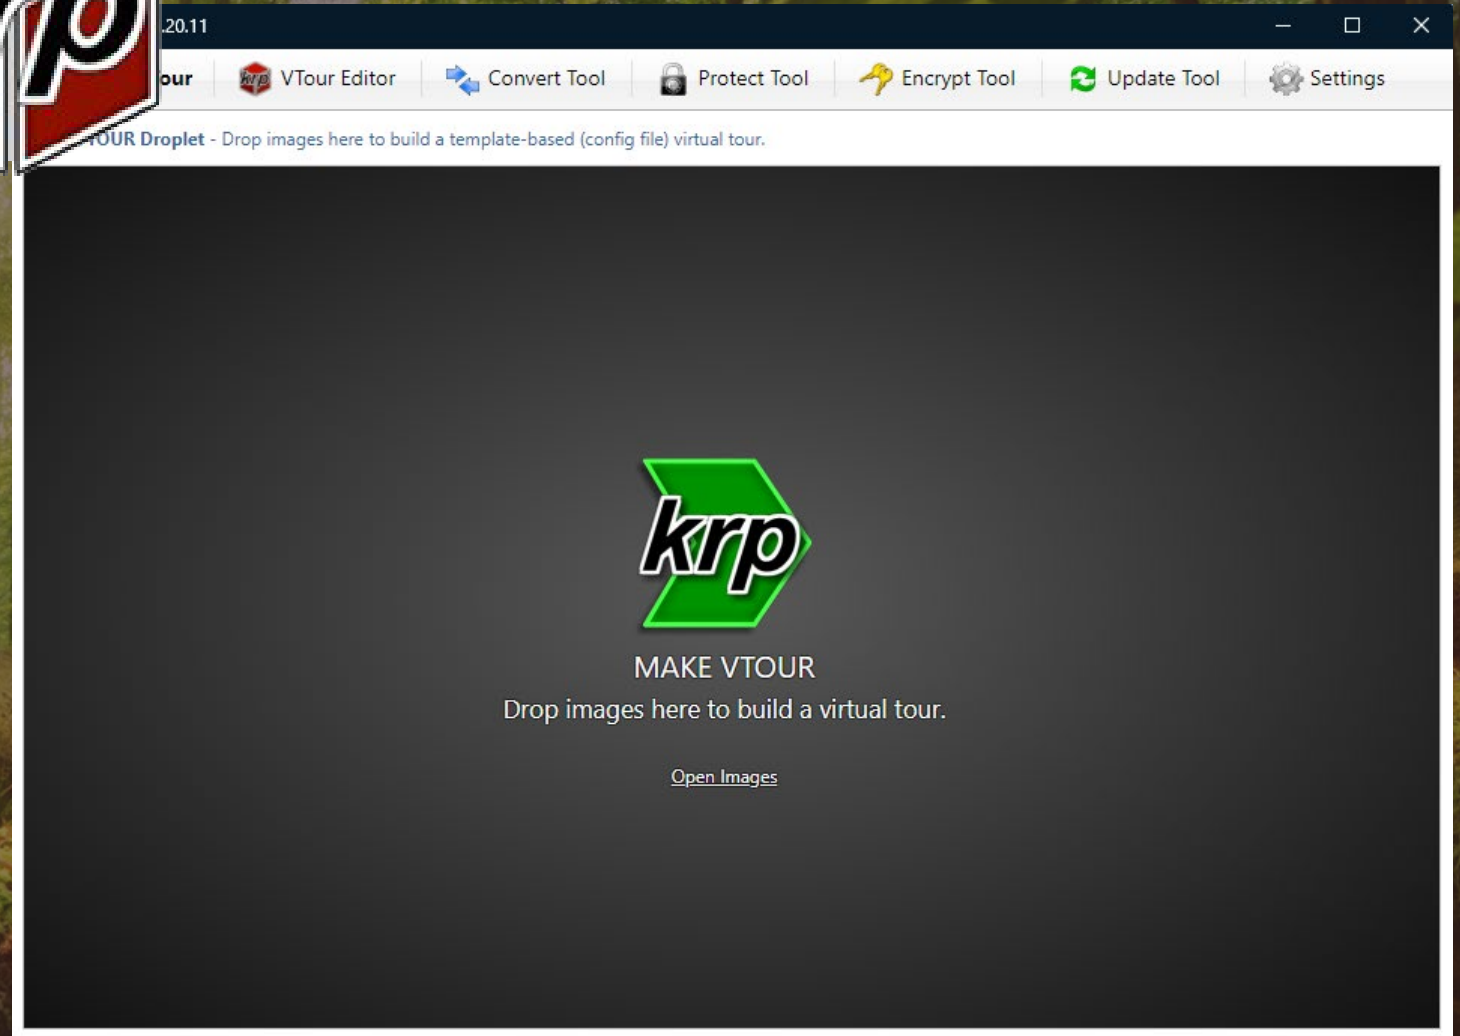 .20.11
our
VTour Editor
Convert Tool
Protect Tool
Encrypt Tool
Update Tool
Settings
OUR Droplet - Drop images here to build a template-based (config file) virtual tour.
krp
MAKE VTOUR
Drop images here to build a virtual tour.
Open Images